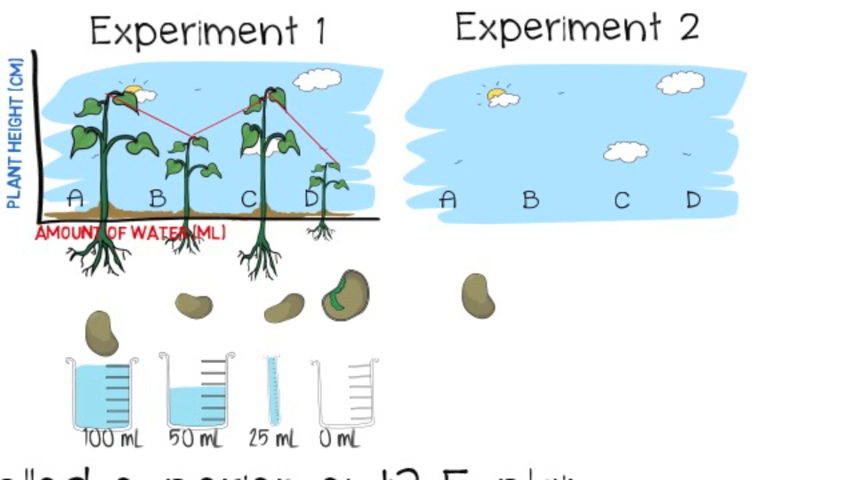 Experiment 1
Experiment 2
PLANT HEIGHT (CM)
A B C D
A B C D
AMOUNT OF WATER (ML)
100 mL 50 mL 25 mL 0 mL